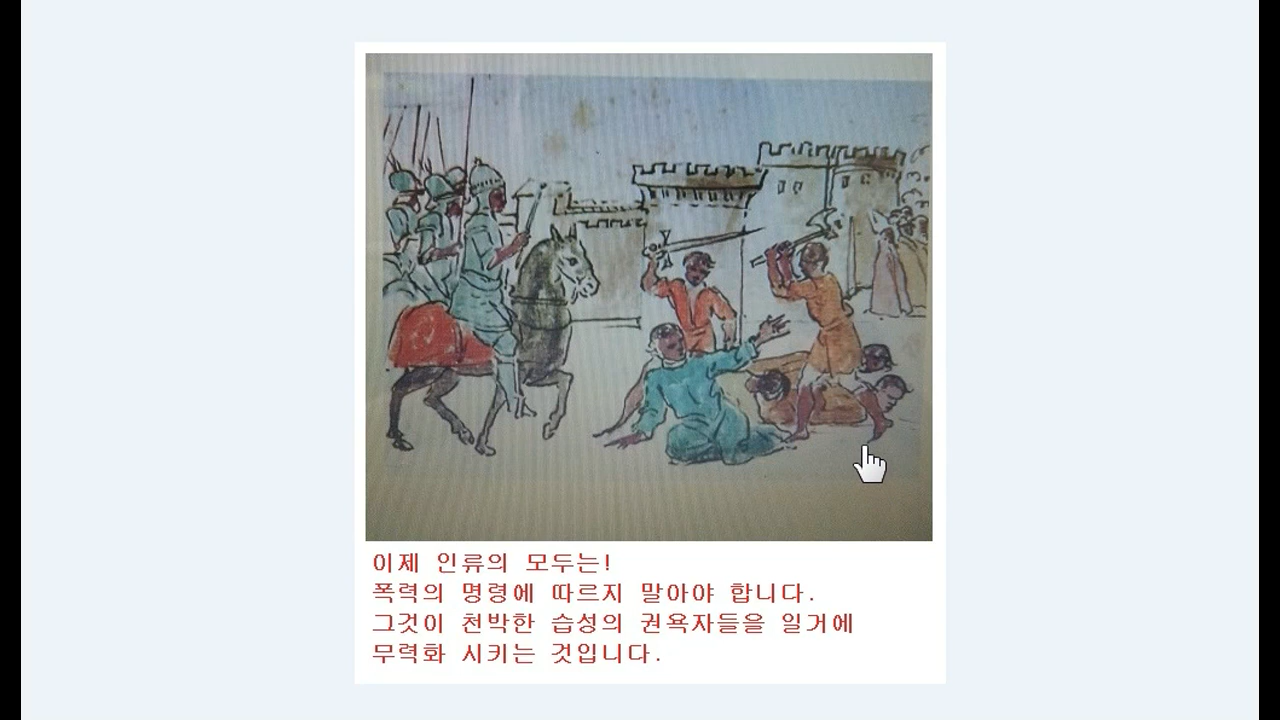 이제 인류의 모두는!
폭력의 명령에 따르지 말아야 합니다.
그것이 천박한 습성의 권욕자들을 일거에
무력화 시키는 것입니다.